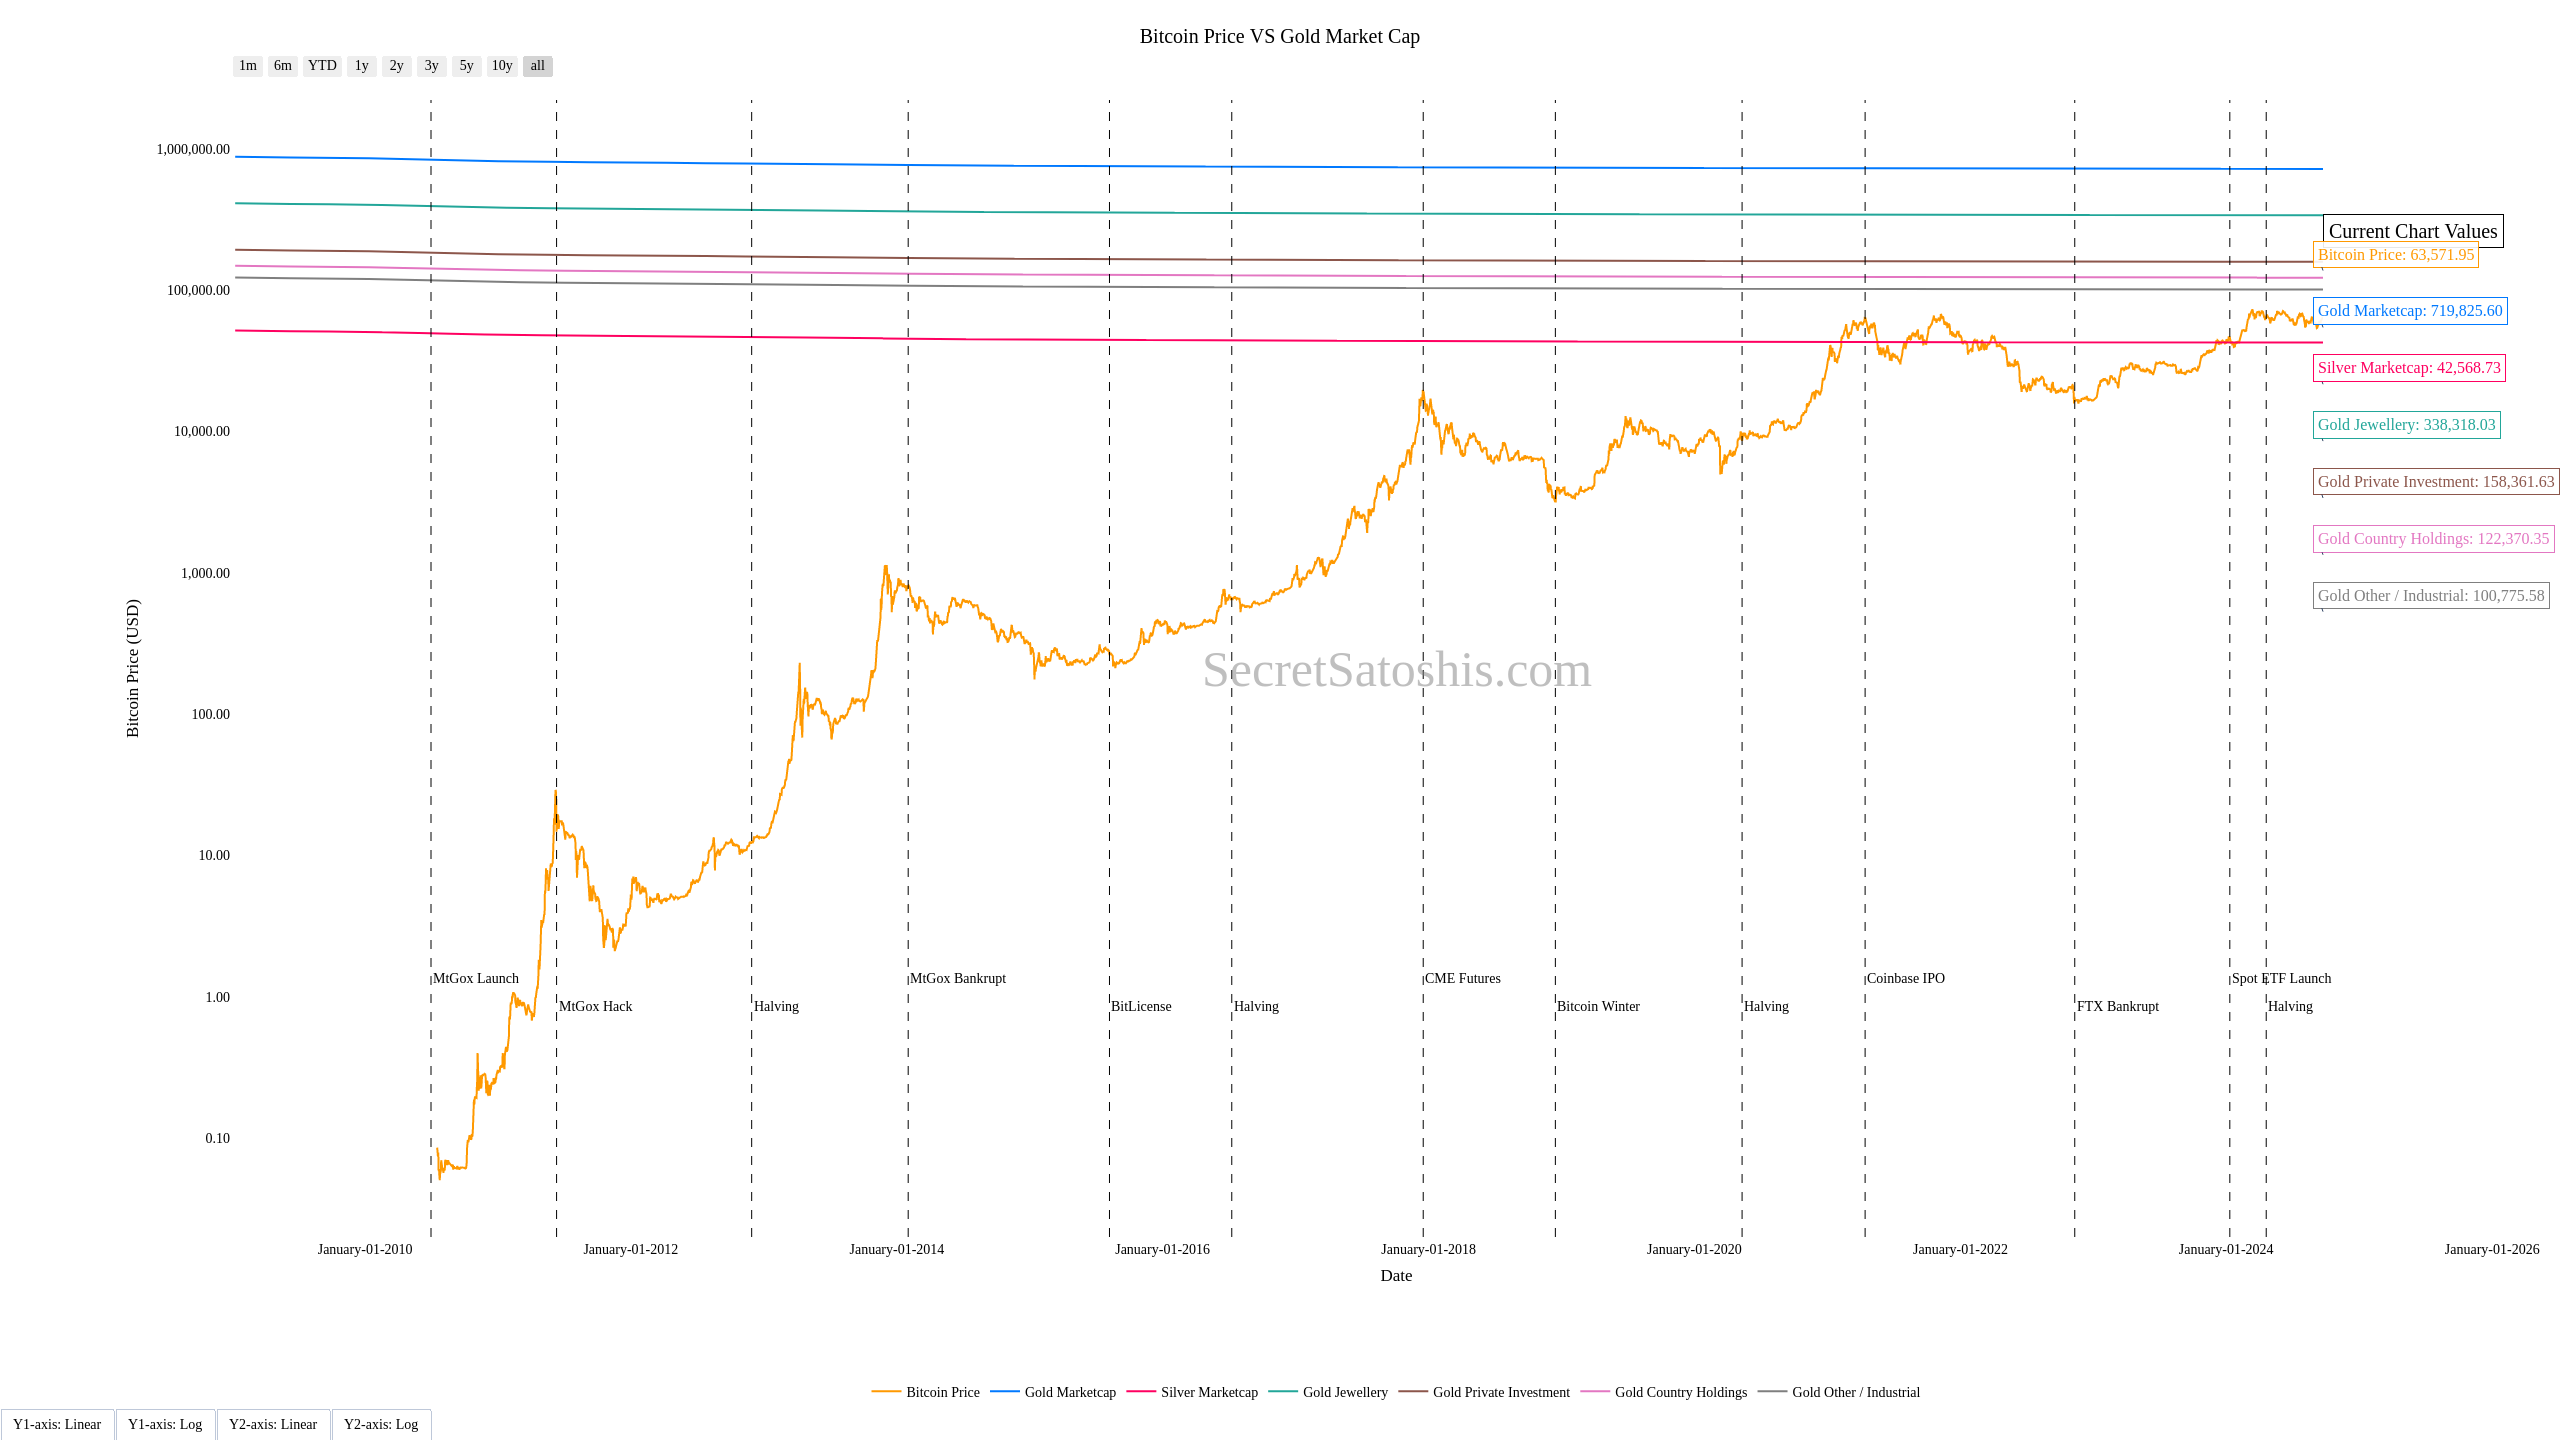 Bitcoin Price VS Gold Market Cap
1m 6m YTD 1y 2y 3y 5y 10y all
1,000,000.00
100,000.00
10,000.00
1,000.00
100.00
10.00
1.00
0.10
Bitcoin Price (USD)
Current Chart Values
Bitcoin Price: 63,571.95
Gold Marketcap: 719,825.60
Silver Marketcap: 42,568.73
Gold Jewellery: 338,318.03
Gold Private Investment: 158,361.63
Gold Country Holdings: 122,370.35
Gold Other / Industrial: 100,775.58
SecretSatoshis.com
MtGox Launch
MtGox Hack
Halving
MtGox Bankrupt
BitLicense
Halving
CME Futures
Bitcoin Winter
Halving
Coinbase IPO
FTX Bankrupt
Spot ETF Launch
Halving
January-01-2010 January-01-2012 January-01-2014 January-01-2016 January-01-2018 January-01-2020 January-01-2022 January-01-2024 January-01-2026
Date
Bitcoin Price Gold Marketcap Silver Marketcap Gold Jewellery Gold Private Investment Gold Country Holdings Gold Other / Industrial
Y1-axis: Linear Y1-axis: Log Y2-axis: Linear Y2-axis: Log